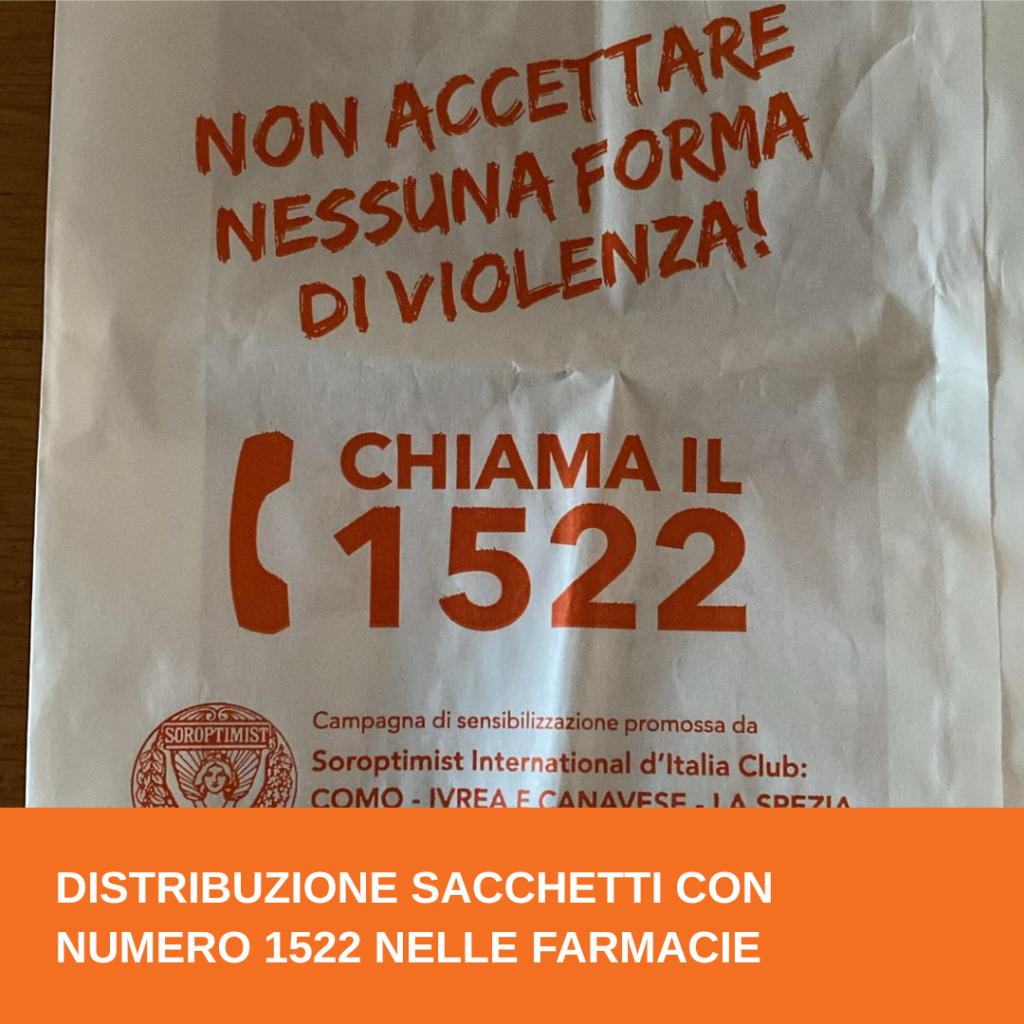 NON ACCETTARE
NESSUNA FORMA
DI VIOLENZA!
CHIAMA IL
1522
SOROPTIMIST
Campagna di sensibilizzazione promossa da
Soroptimist International d'Italia Club:
COMO - IVREA E CANAVESE - LA SPEZIA
DISTRIBUZIONE SACCHETTI CON
NUMERO 1522 NELLE FARMACIE